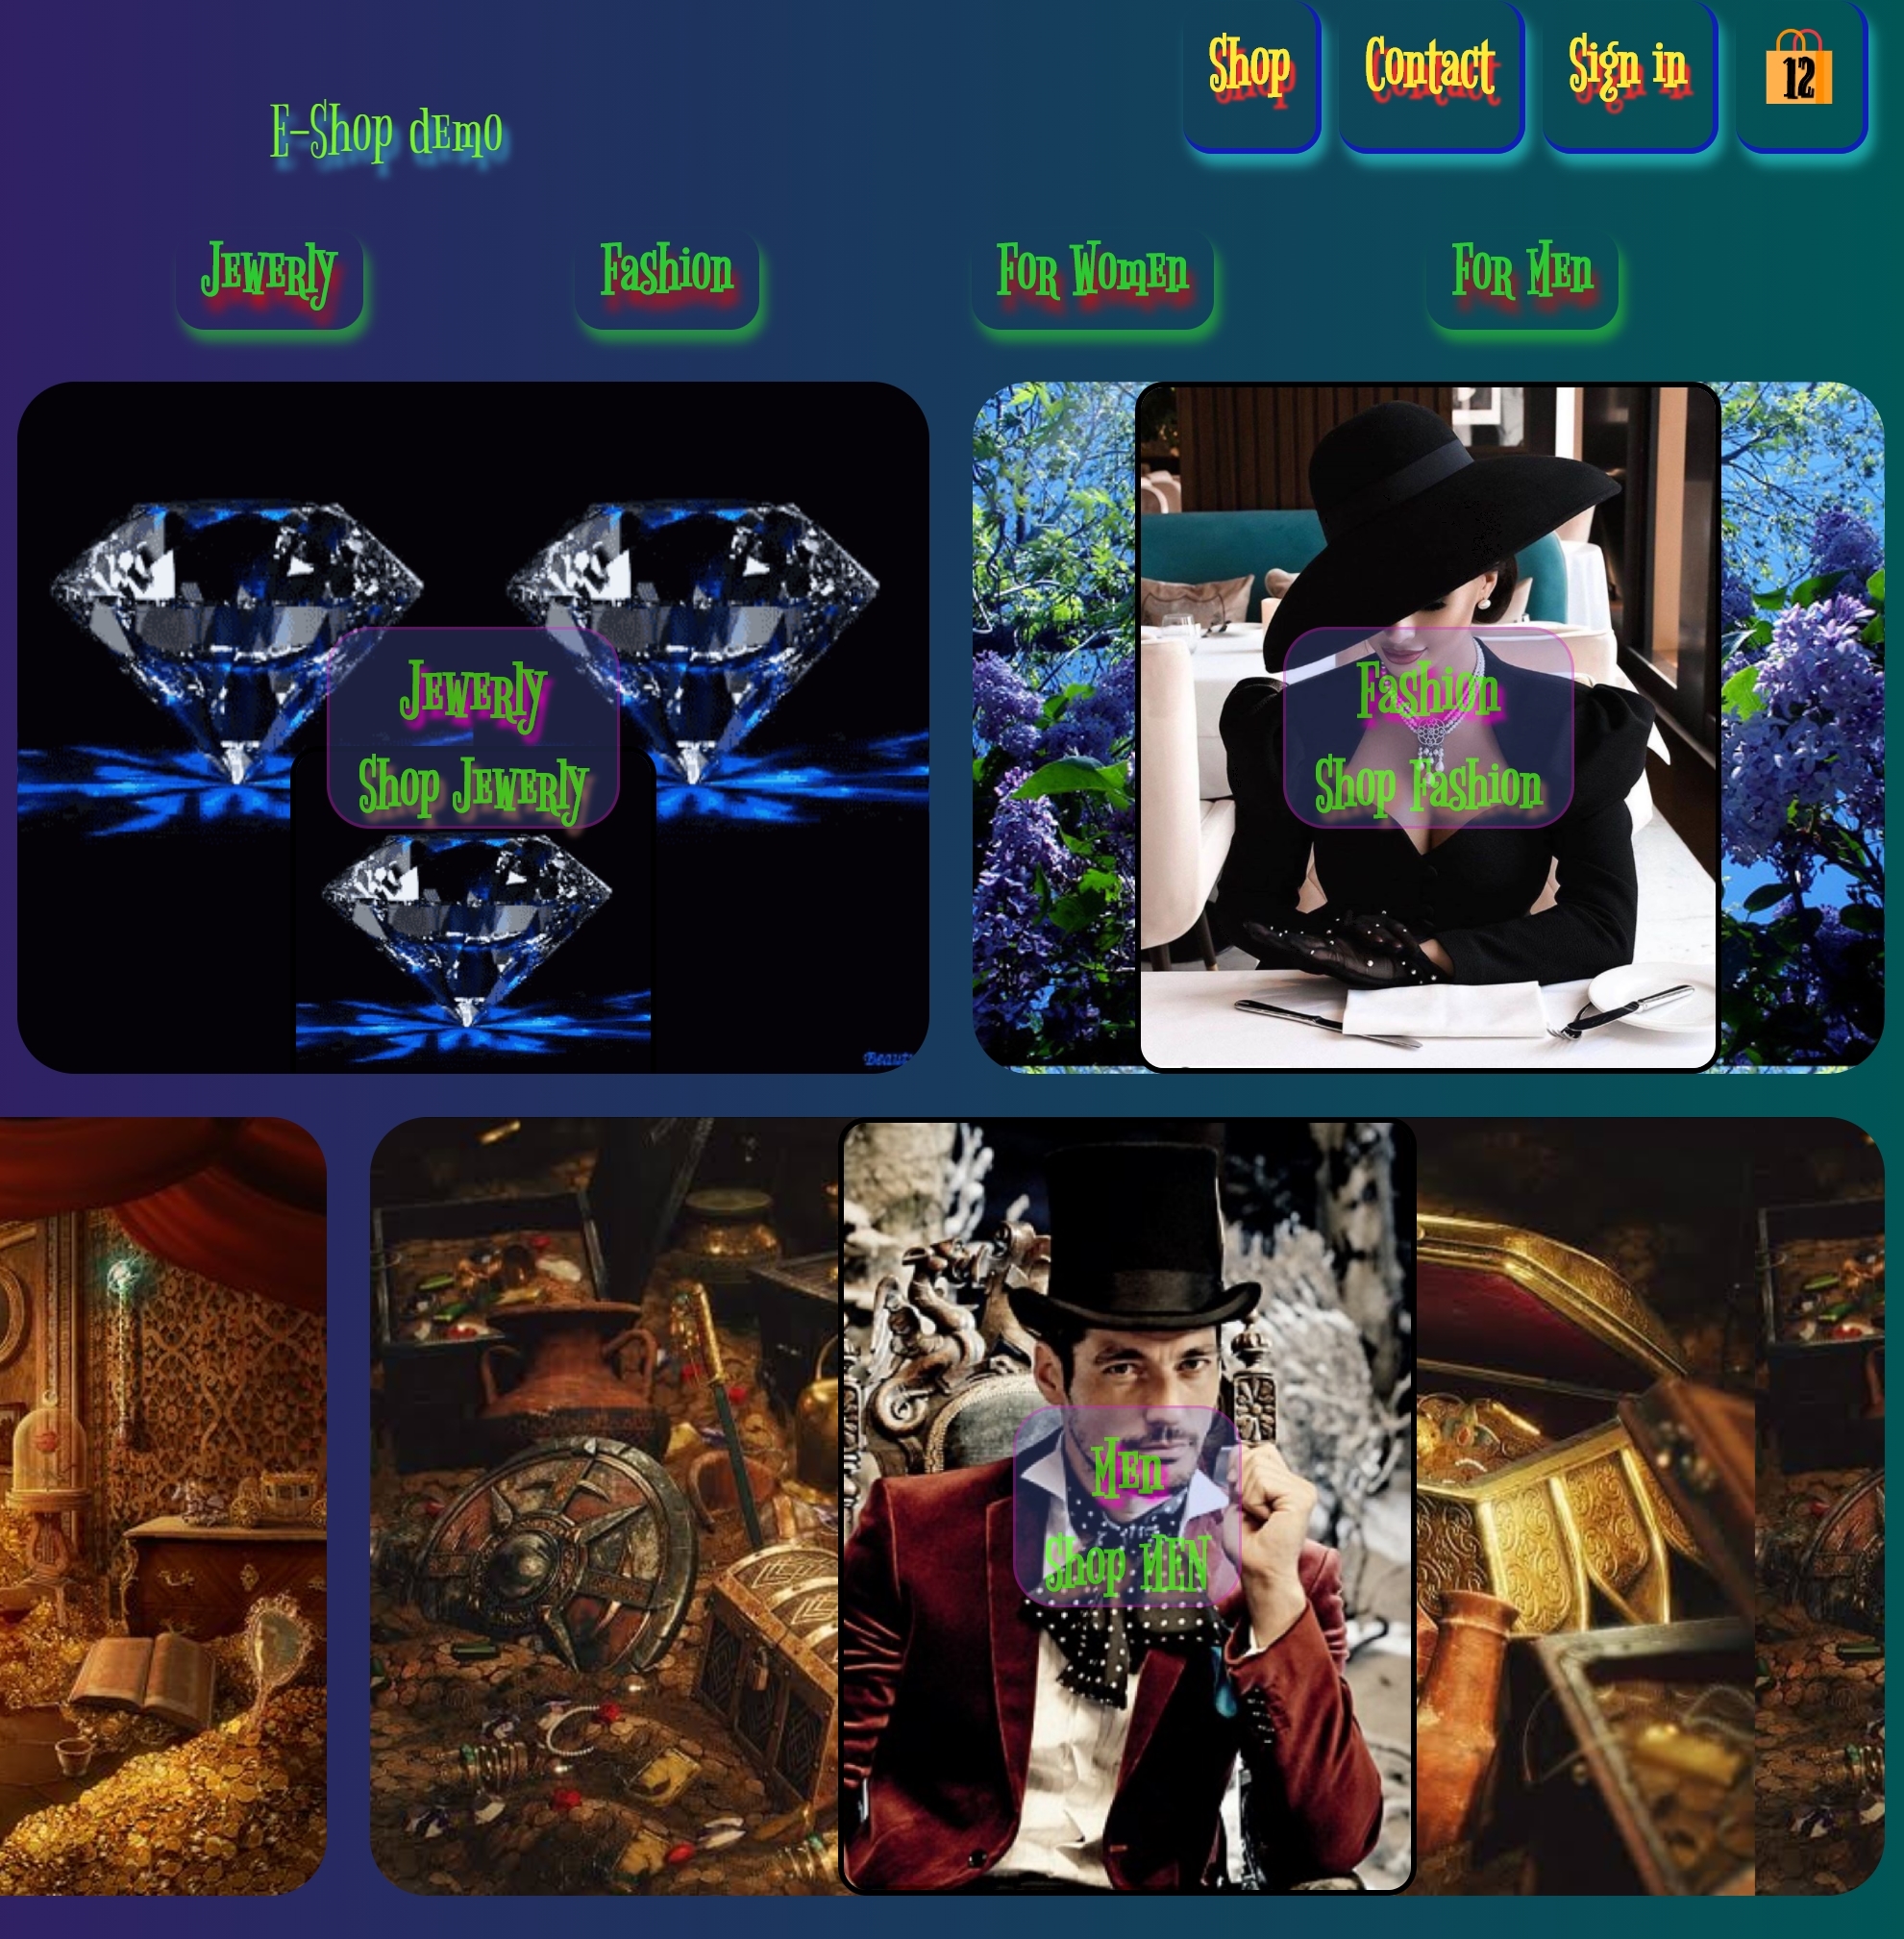 Shop
Contact
Sign in
12
E-Shop dEmo
JEWERly
Fashion
FOR WomEn
FOR MEn
JEWERly
Shop JEWERly
Fashion
Shop Fashion
MEn
Shop MEN